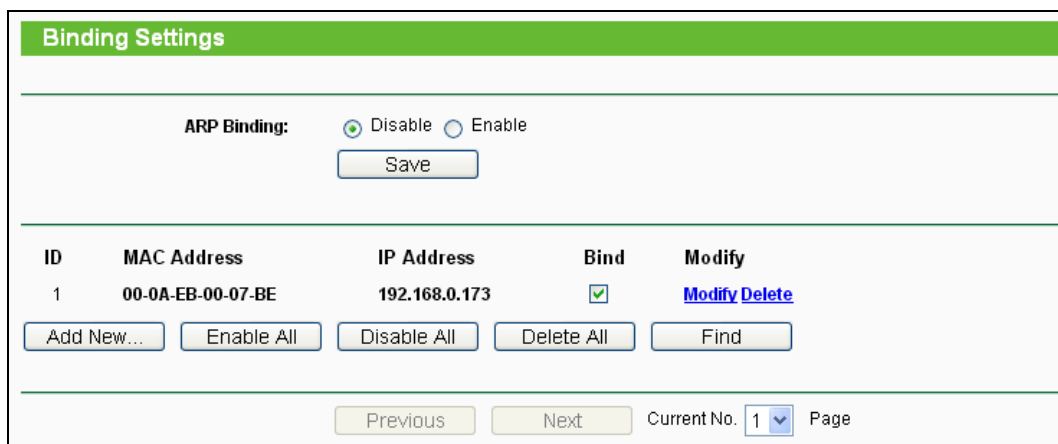 Binding Settings
ARP Binding: Disable Enable
Save
ID MAC Address IP Address Bind Modify
1 00-0A-EB-00-07-BE 192.168.0.173 Modify Delete
Add New... Enable All Disable All Delete All Find
Previous Next Current No. 1 Page